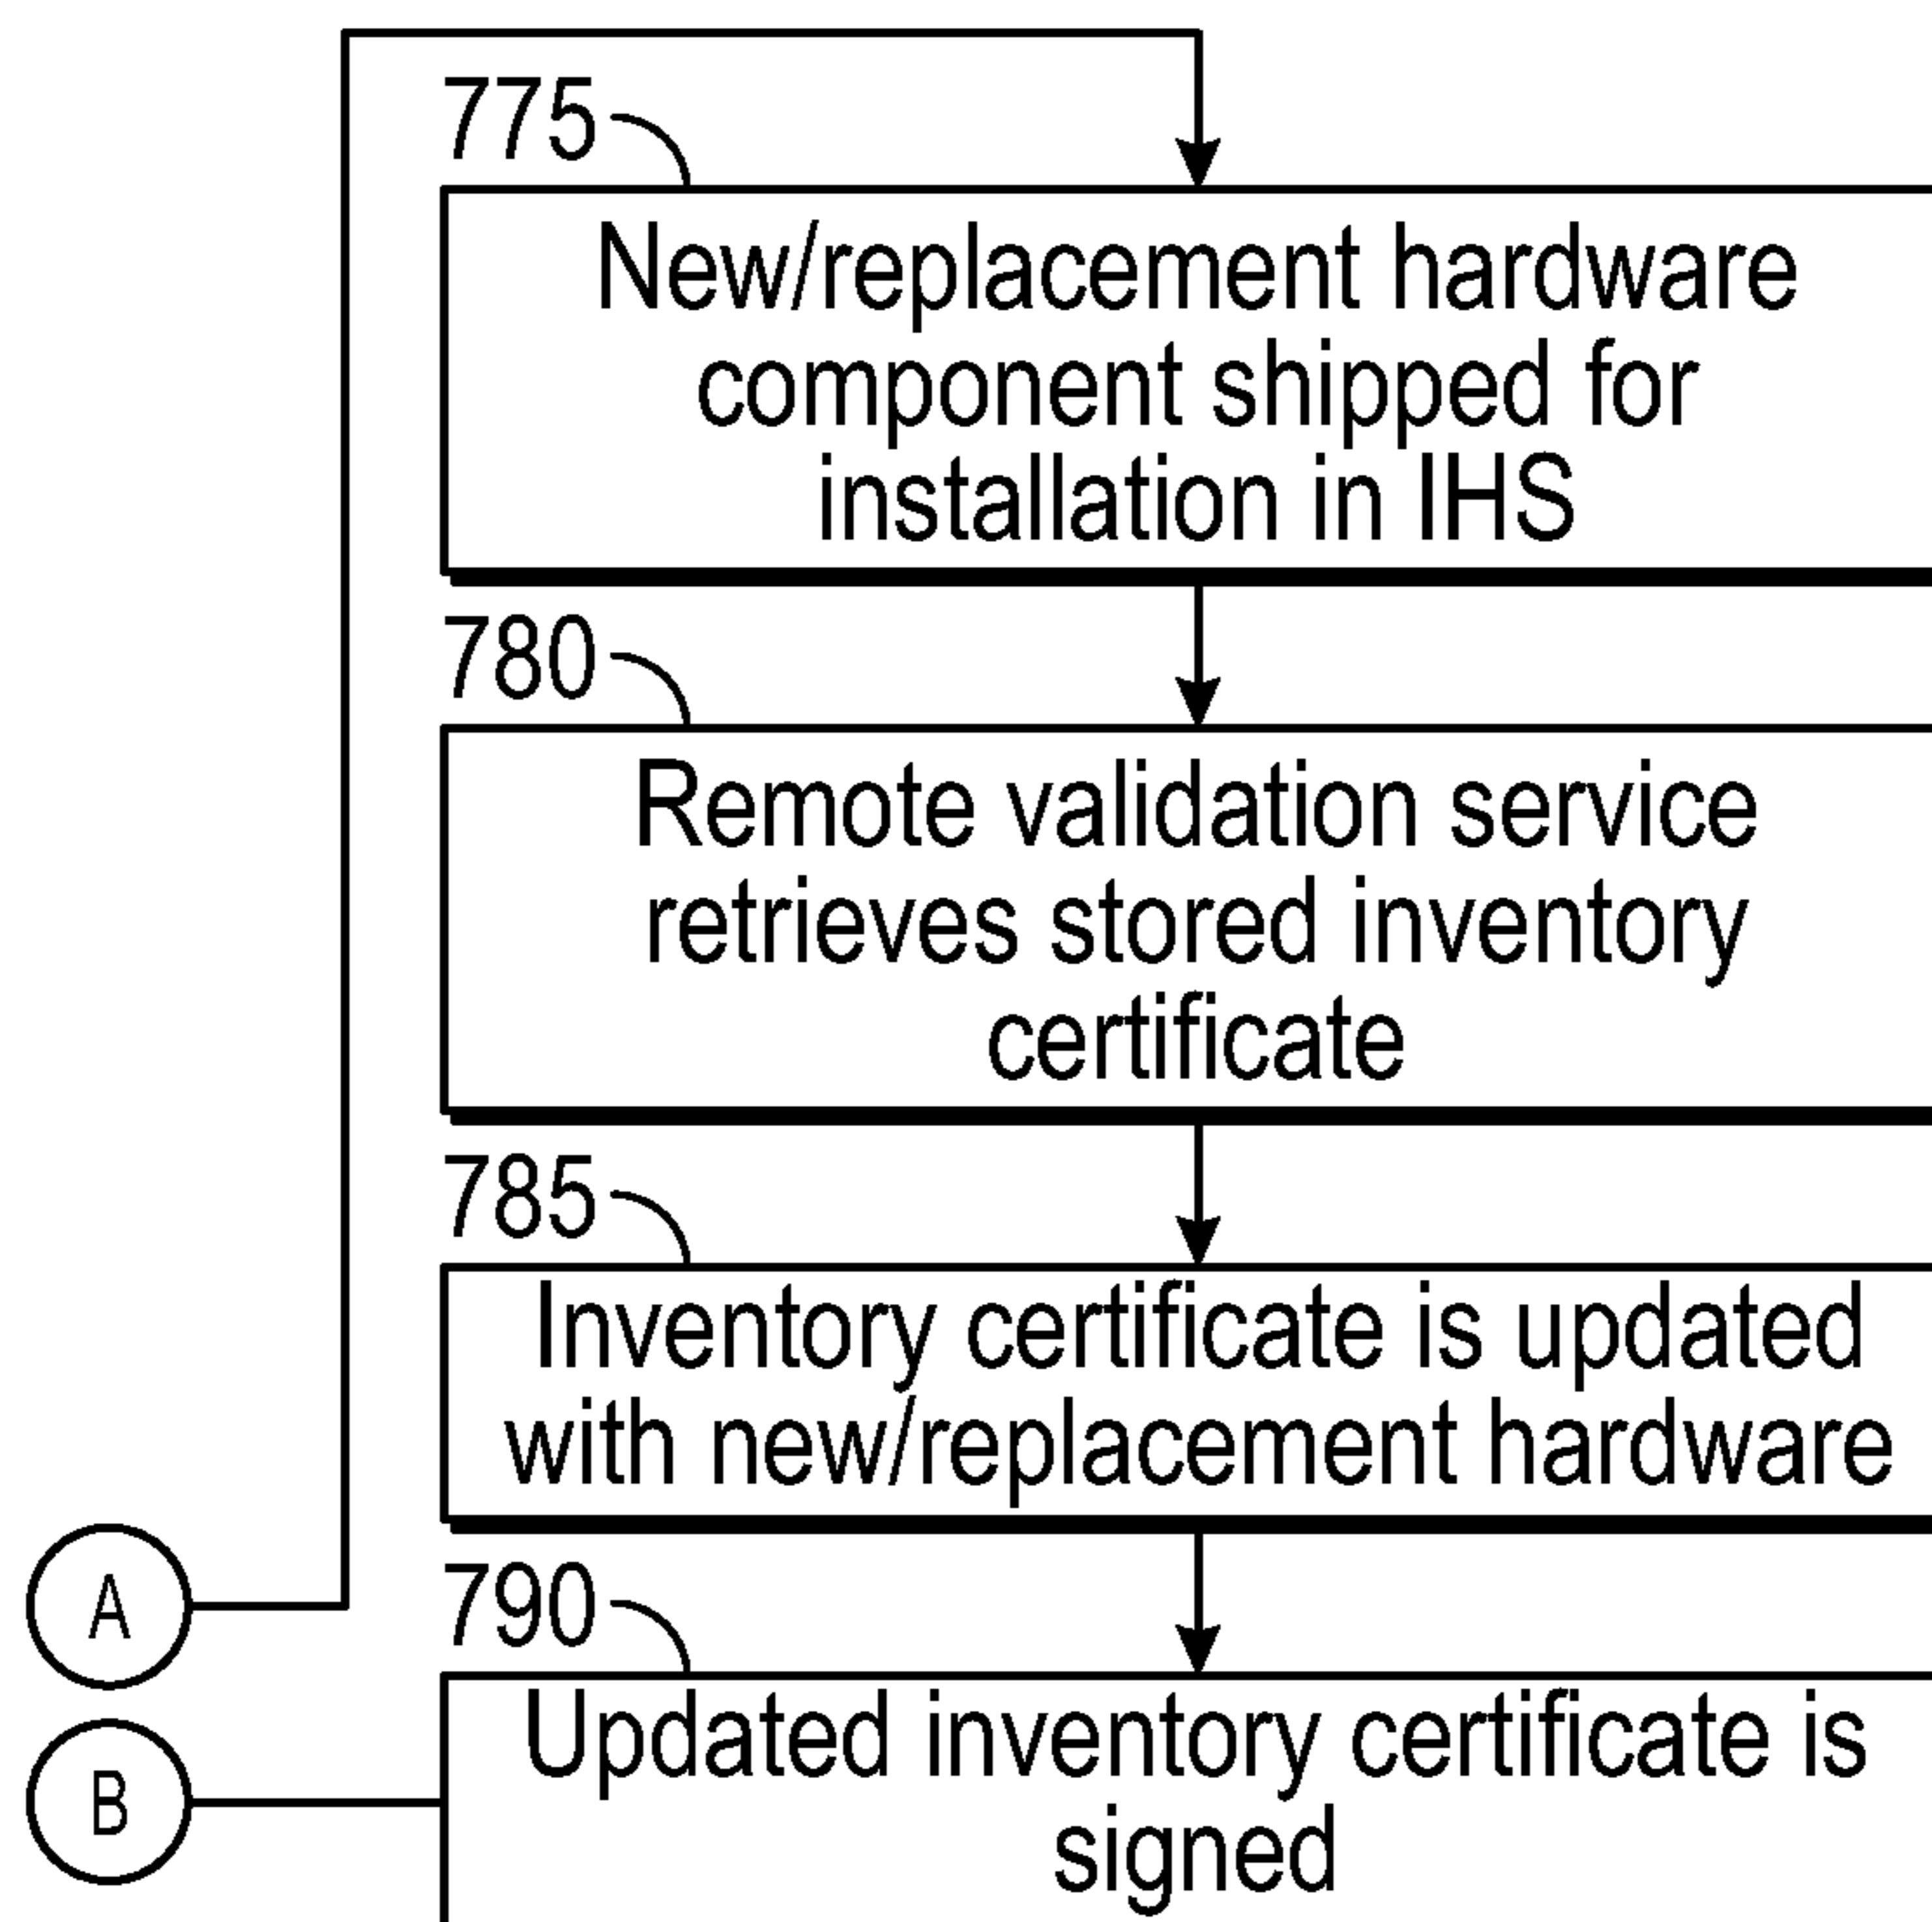 775
New/replacement hardware
component shipped for
installation in IHS
780
Remote validation service
retrieves stored inventory
certificate
785
Inventory certificate is updated
with new/replacement hardware
A
790
Updated inventory certificate is
signed
B